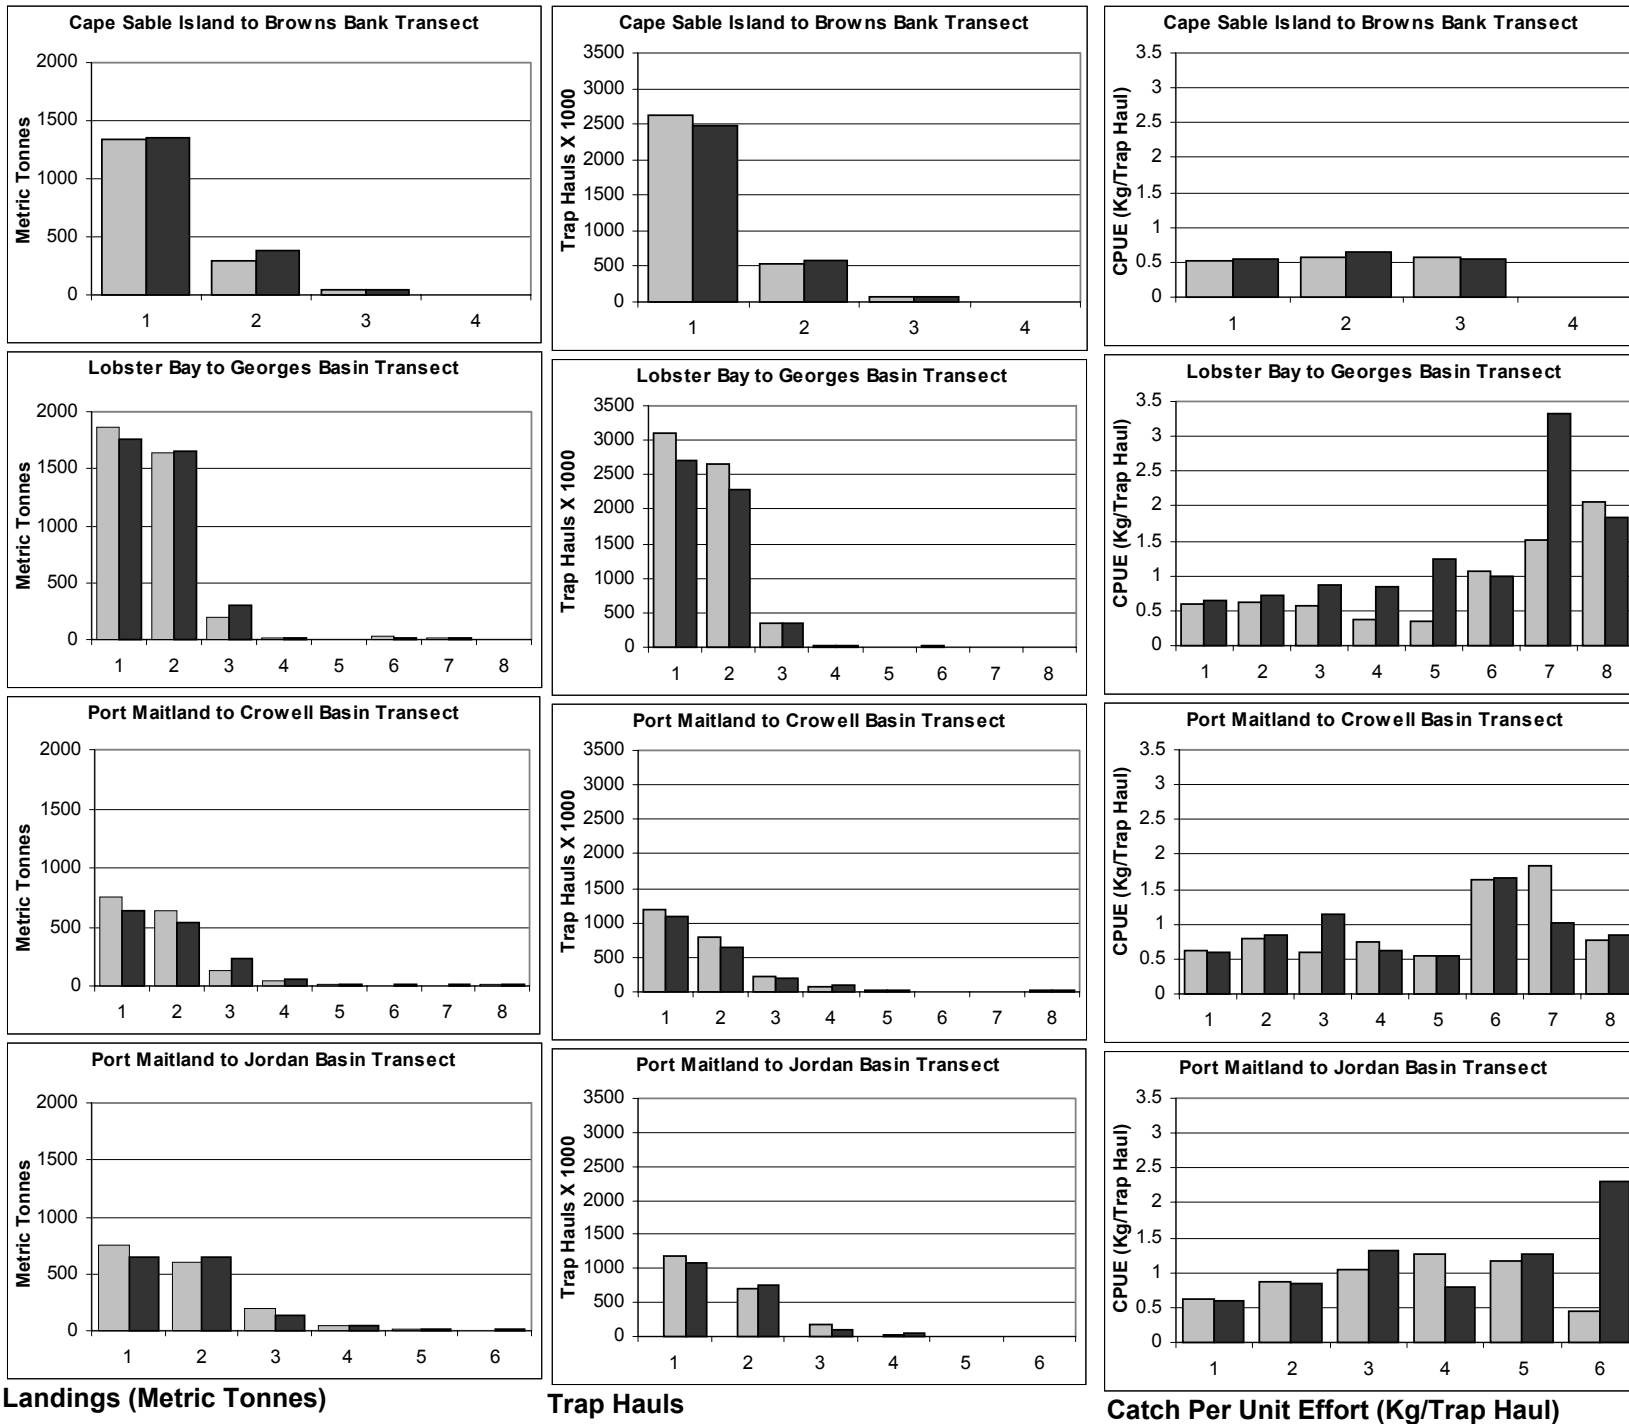 Cape Sable Island to Browns Bank Transect
Metric Tonnes
2000
1500
1000
500
0
1 2 3 4
Cape Sable Island to Browns Bank Transect
Trap Hauls X 1000
3500
3000
2500
2000
1500
1000
500
0
1 2 3 4
Cape Sable Island to Browns Bank Transect
CPUE (Kg/Trap Haul)
3.5
3
2.5
2
1.5
1
0.5
0
1 2 3 4
Lobster Bay to Georges Basin Transect
Metric Tonnes
2000
1500
1000
500
0
1 2 3 4 5 6 7 8
Lobster Bay to Georges Basin Transect
Trap Hauls X 1000
3500
3000
2500
2000
1500
1000
500
0
1 2 3 4 5 6 7 8
Lobster Bay to Georges Basin Transect
CPUE (Kg/Trap Haul)
3.5
3
2.5
2
1.5
1
0.5
0
1 2 3 4 5 6 7 8
Port Maitland to Crowell Basin Transect
Metric Tonnes
2000
1500
1000
500
0
1 2 3 4 5 6 7 8
Port Maitland to Crowell Basin Transect
Trap Hauls X 1000
3500
3000
2500
2000
1500
1000
500
0
1 2 3 4 5 6 7 8
Port Maitland to Crowell Basin Transect
CPUE (Kg/Trap Haul)
3.5
3
2.5
2
1.5
1
0.5
0
1 2 3 4 5 6 7 8
Port Maitland to Jordan Basin Transect
Metric Tonnes
2000
1500
1000
500
0
1 2 3 4 5 6
Port Maitland to Jordan Basin Transect
Trap Hauls X 1000
3500
3000
2500
2000
1500
1000
500
0
1 2 3 4 5 6
Port Maitland to Jordan Basin Transect
CPUE (Kg/Trap Haul)
3.5
3
2.5
2
1.5
1
0.5
0
1 2 3 4 5 6
Landings (Metric Tonnes)
Trap Hauls
Catch Per Unit Effort (Kg/Trap Haul)